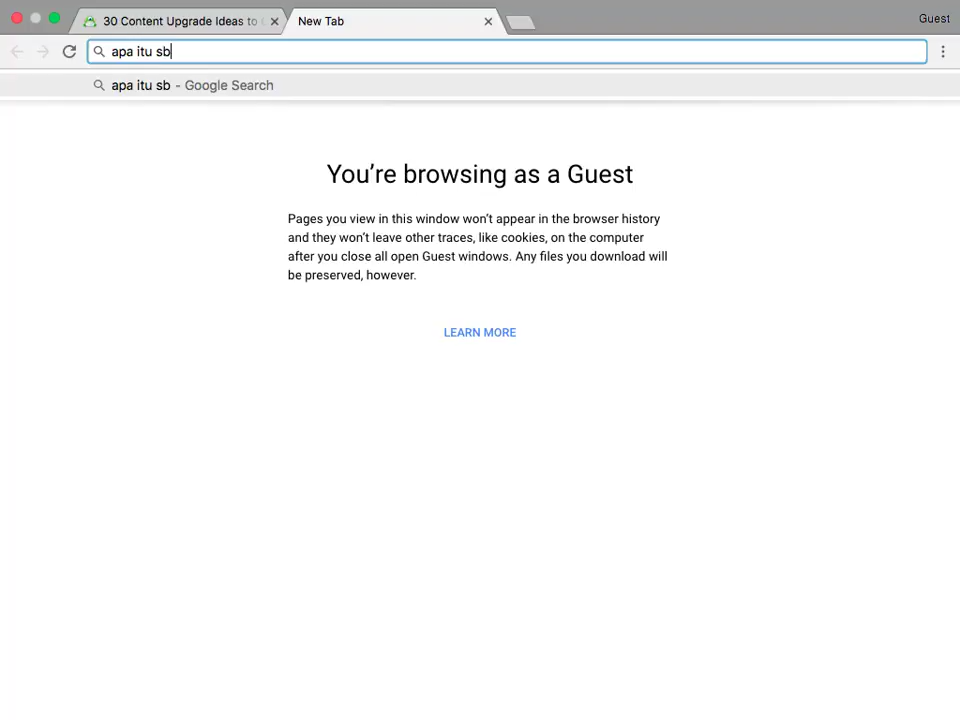 30 Content Upgrade Ideas to
New Tab
Guest
apa itu sb
apa itu sb - Google Search
You're browsing as a Guest
Pages you view in this window won't appear in the browser history
and they won't leave other traces, like cookies, on the computer
after you close all open Guest windows. Any files you download will
be preserved, however.
LEARN MORE